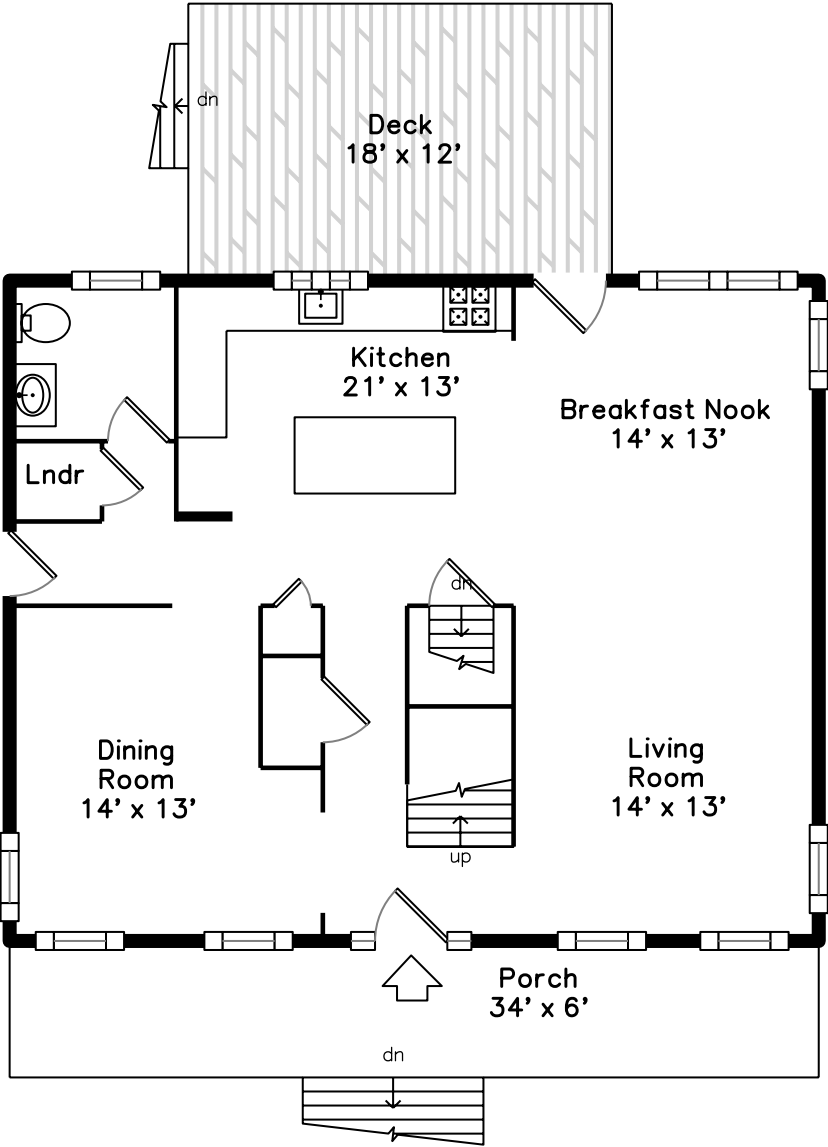 dn
Deck
18' x 12'
Kitchen
21' x 13'
Breakfast Nook
14' x 13'
Lndr
dn
Dining
Room
14' x 13'
Living
Room
14' x 13'
up
Porch
34' x 6'
dn